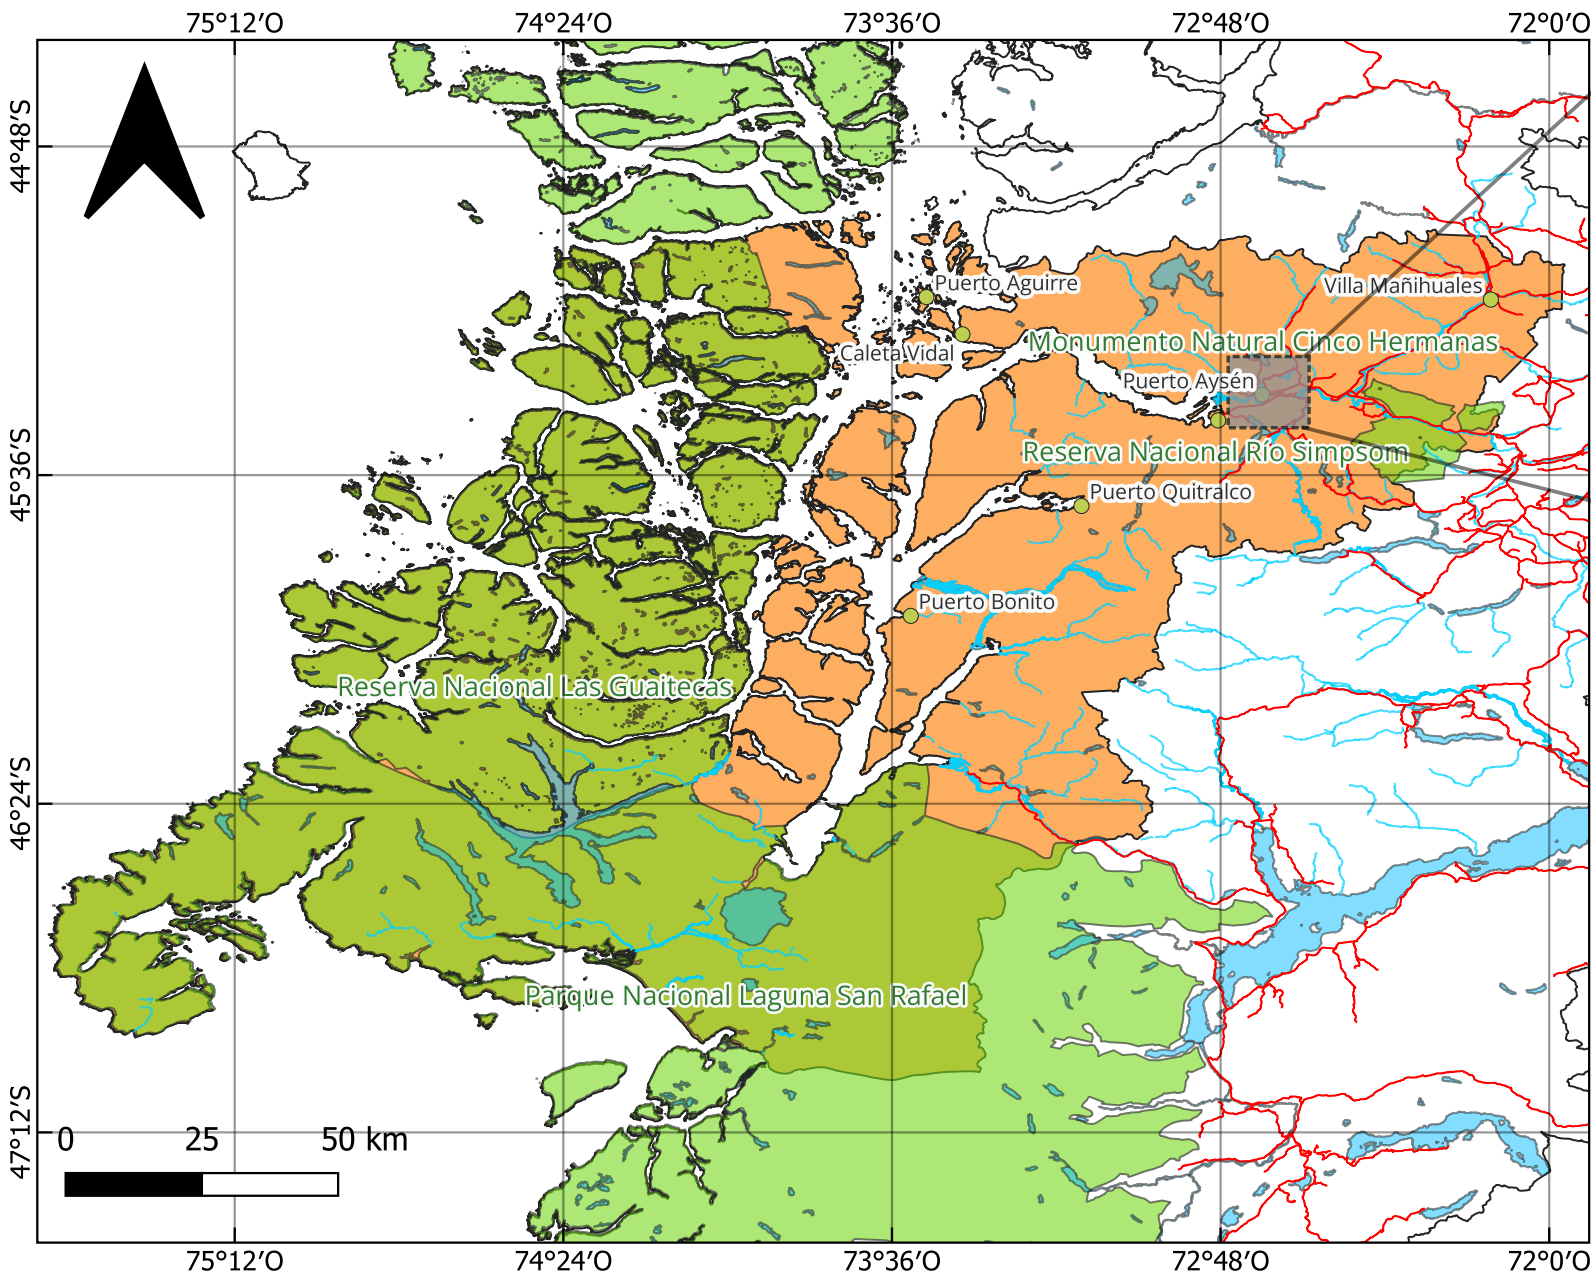 75°12′O 74°24′O 73°36′O 72°48′O 72°0′O
44°48′S
Puerto Aguirre
Villa Mañihuales
Monumento Natural Cinco Hermanas
Caleta Vidal
Puerto Aysén
Reserva Nacional Río Simpsom
45°36′S
Puerto Quitralco
Puerto Bonito
Reserva Nacional Las Guaitecas
46°24′S
Parque Nacional Laguna San Rafael
47°12′S
0 25 50 km
75°12′O 74°24′O 73°36′O 72°48′O 72°0′O